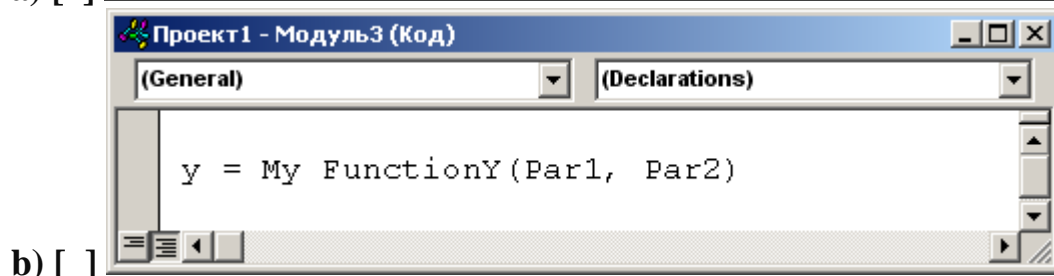 Проект1 - Модуль3 (Код)
(General) (Declarations)
y = My FunctionY(Par1, Par2)
b) [ ]